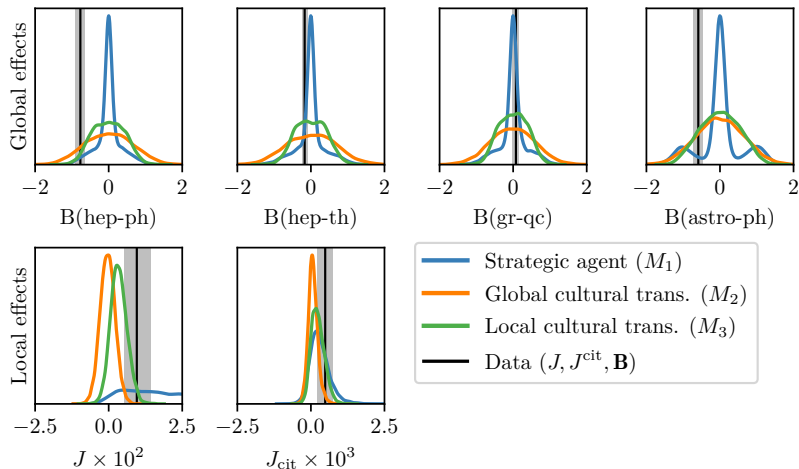 Global effects
−2 0 2
−2 0 2
−2 0 2
−2 0 2
B(hep-ph)
B(hep-th)
B(gr-qc)
B(astro-ph)
Local effects
−2.5 0.0 2.5
−2.5 0.0 2.5
J × 10²
J_cit × 10³
Strategic agent (M₁)
Global cultural trans. (M₂)
Local cultural trans. (M₃)
Data (J, Jᶜⁱᵗ, B)